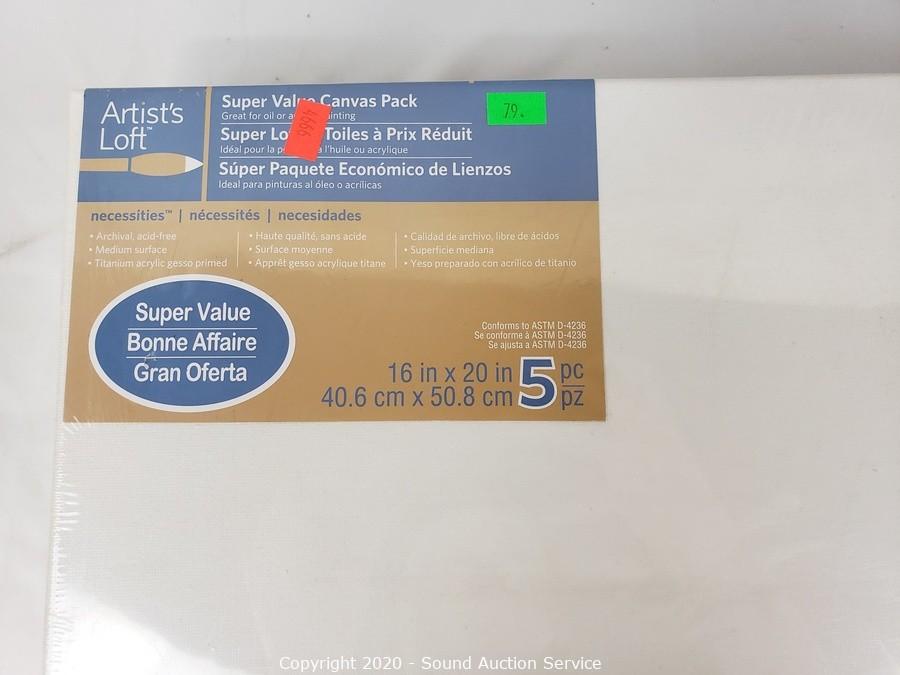 Artist's
Loft™
Super Value Canvas Pack
Great for oil or a inting
Super Lo Toiles à Prix Réduit
Idéal pour la p à l'huile ou acrylique
Súper Paquete Económico de Lienzos
Ideal para pinturas al óleo o acrílicas
4666
79.
necessities™ | nécessités | necesidades
• Archival, acid-free
• Medium surface
• Titanium acrylic gesso primed
• Haute qualité, sans acide
• Surface moyenne
• Apprêt gesso acrylique titane
• Calidad de archivo, libre de ácidos
• Superficie mediana
• Yeso preparado con acrílico de titanio
Super Value
Bonne Affaire
Gran Oferta
Conforms to ASTM D-4236
Se conforme à ASTM D-4236
Se ajusta a ASTM D-4236
16 in x 20 in
40.6 cm x 50.8 cm
5 pc
pz
Copyright 2020 - Sound Auction Service